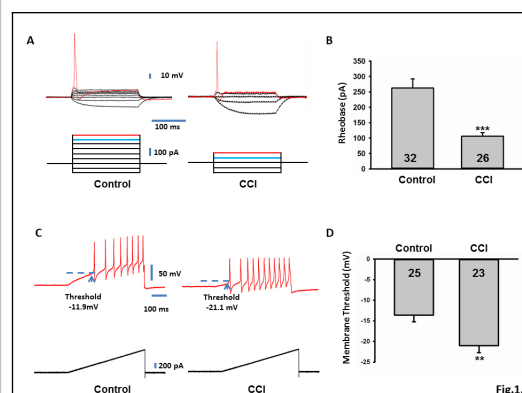 A
10 mV
100 ms
100 pA
Control
CCI
B
Rheobase (pA)
350
300
250
200
150
100
50
0
***
32
26
Control
CCI
C
50 mV
100 ms
Threshold
-11.9mV
Threshold
-21.1 mV
200 pA
Control
CCI
D
Control
CCI
Membrane Threshold (mV)
0
-5
-10
-15
-20
-25
25
23
**
Fig.1.